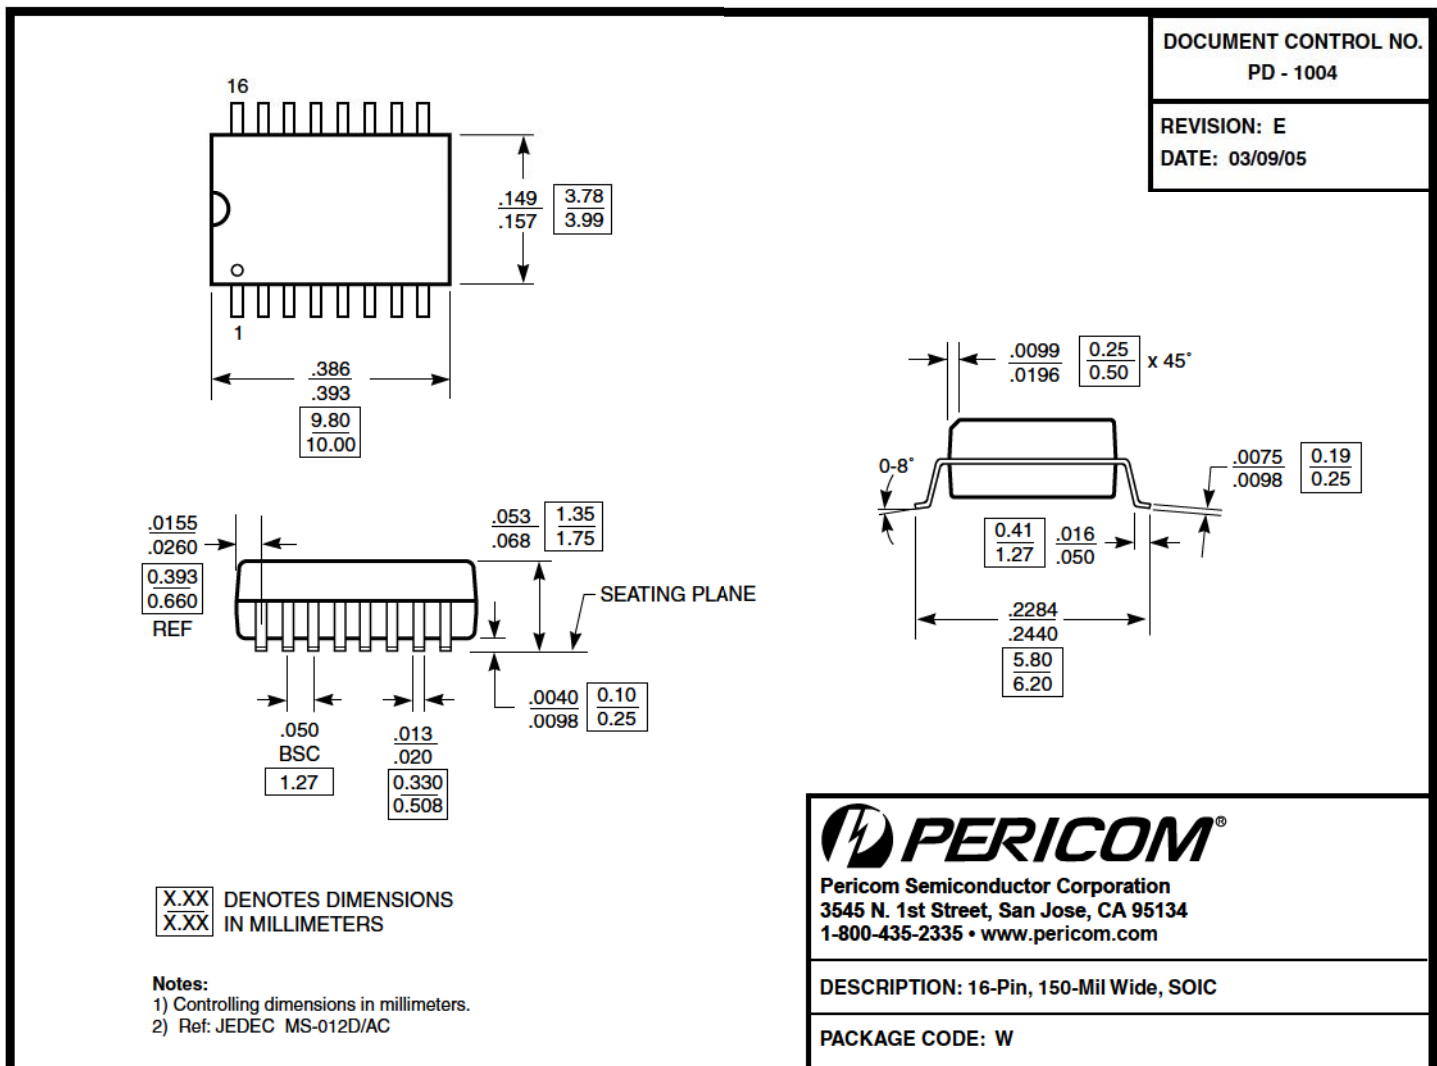 DOCUMENT CONTROL NO.
PD - 1004
REVISION: E
DATE: 03/09/05
16
.149
.157
3.78
3.99
1
.386
.393
9.80
10.00
.0099
.0196
0.25
0.50
x 45°
0-8°
.0075
.0098
0.19
0.25
0.41
1.27
.016
.050
.2284
.2440
5.80
6.20
.0155
.0260
0.393
0.660
REF
.053
.068
1.35
1.75
SEATING PLANE
.0040
.0098
0.10
0.25
.050
BSC
1.27
.013
.020
0.330
0.508
X.XX
X.XX
DENOTES DIMENSIONS
IN MILLIMETERS
Notes:
1) Controlling dimensions in millimeters.
2) Ref: JEDEC MS-012D/AC
PERICOM®
Pericom Semiconductor Corporation
3545 N. 1st Street, San Jose, CA 95134
1-800-435-2335 • www.pericom.com
DESCRIPTION: 16-Pin, 150-Mil Wide, SOIC
PACKAGE CODE: W